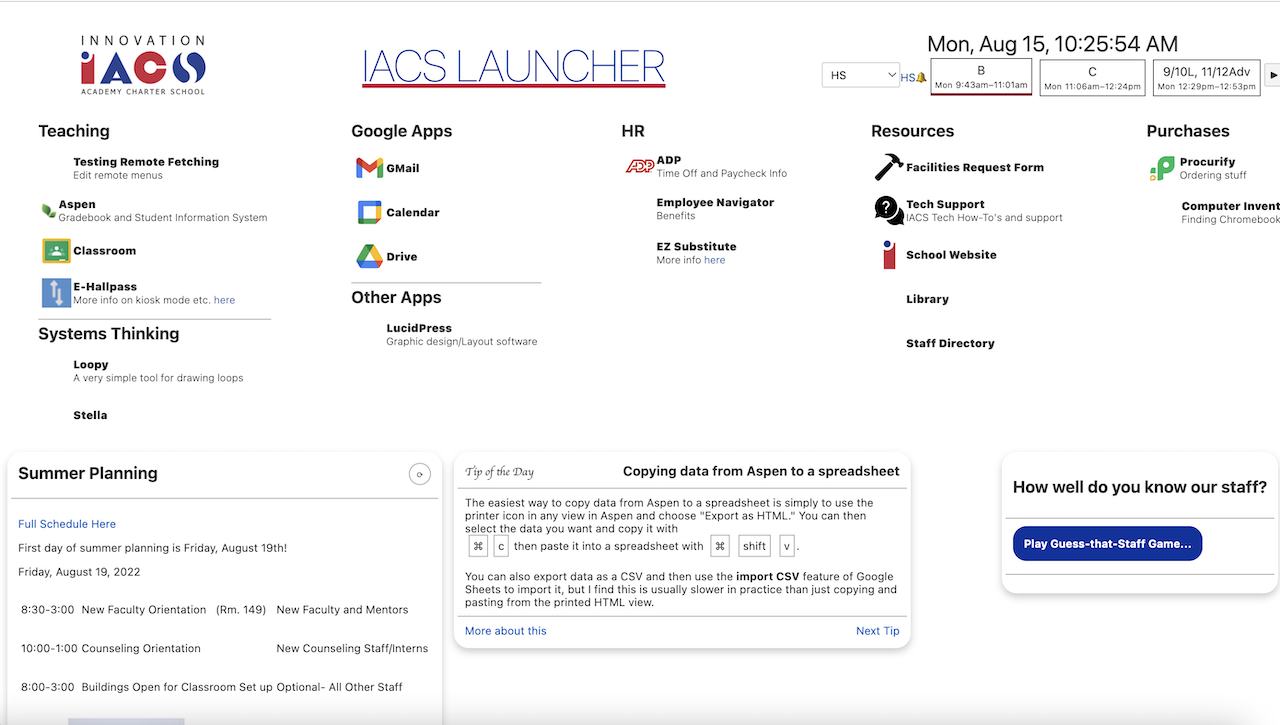 INNOVATION
iACS
ACADEMY CHARTER SCHOOL
IACS LAUNCHER
Mon, Aug 15, 10:25:54 AM
HS
HS🔔
B
Mon 9:43am–11:01am
C
Mon 11:06am–12:24pm
9/10L, 11/12Adv
Mon 12:29pm–12:53pm
Teaching
Testing Remote Fetching
Edit remote menus
Aspen
Gradebook and Student Information System
Classroom
E-Hallpass
More info on kiosk mode etc. here
Systems Thinking
Loopy
A very simple tool for drawing loops
Stella
Google Apps
GMail
Calendar
Drive
Other Apps
LucidPress
Graphic design/Layout software
HR
ADP
ADP
Time Off and Paycheck Info
Employee Navigator
Benefits
EZ Substitute
More info here
Resources
Facilities Request Form
Tech Support
IACS Tech How-To's and support
School Website
Library
Staff Directory
Purchases
Procurify
Ordering stuff
Computer Invent
Finding Chromebook
Summer Planning
Full Schedule Here
First day of summer planning is Friday, August 19th!
Friday, August 19, 2022
8:30-3:00 New Faculty Orientation (Rm. 149) New Faculty and Mentors
10:00-1:00 Counseling Orientation New Counseling Staff/Interns
8:00-3:00 Buildings Open for Classroom Set up Optional- All Other Staff
Tip of the Day
Copying data from Aspen to a spreadsheet
The easiest way to copy data from Aspen to a spreadsheet is simply to use the
printer icon in any view in Aspen and choose "Export as HTML." You can then
select the data you want and copy it with
⌘ c then paste it into a spreadsheet with ⌘ shift v .
You can also export data as a CSV and then use the import CSV feature of Google
Sheets to import it, but I find this is usually slower in practice than just copying and
pasting from the printed HTML view.
More about this
Next Tip
How well do you know our staff?
Play Guess-that-Staff Game...